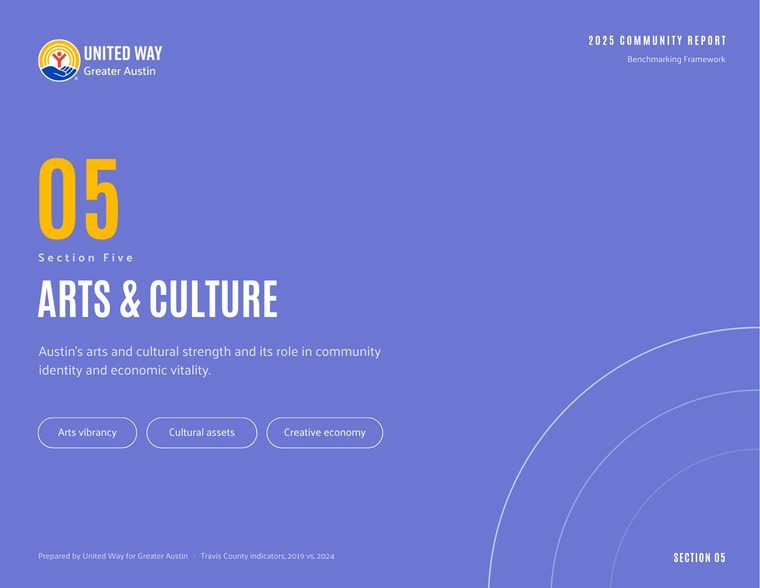 UNITED WAY
Greater Austin
2025 COMMUNITY REPORT
Benchmarking Framework
05
Section Five
ARTS & CULTURE
Austin's arts and cultural strength and its role in community
identity and economic vitality.
Arts vibrancy
Cultural assets
Creative economy
Prepared by United Way for Greater Austin | Travis County indicators, 2019 vs. 2024
SECTION 05